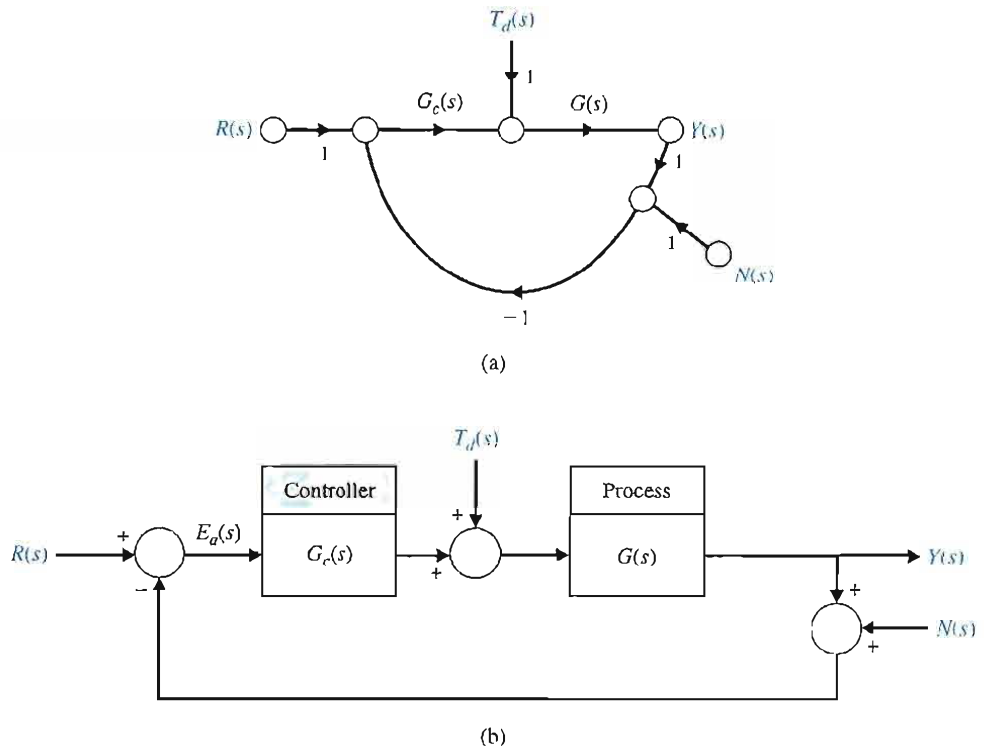 T_d(s)
1
G_c(s)
G(s)
R(s)
Y(s)
1
1
1
N(s)
−1
(a)
T_d(s)
Controller
Process
+
+
E_a(s)
R(s)
G_c(s)
+
G(s)
Y(s)
−
+
N(s)
+
(b)